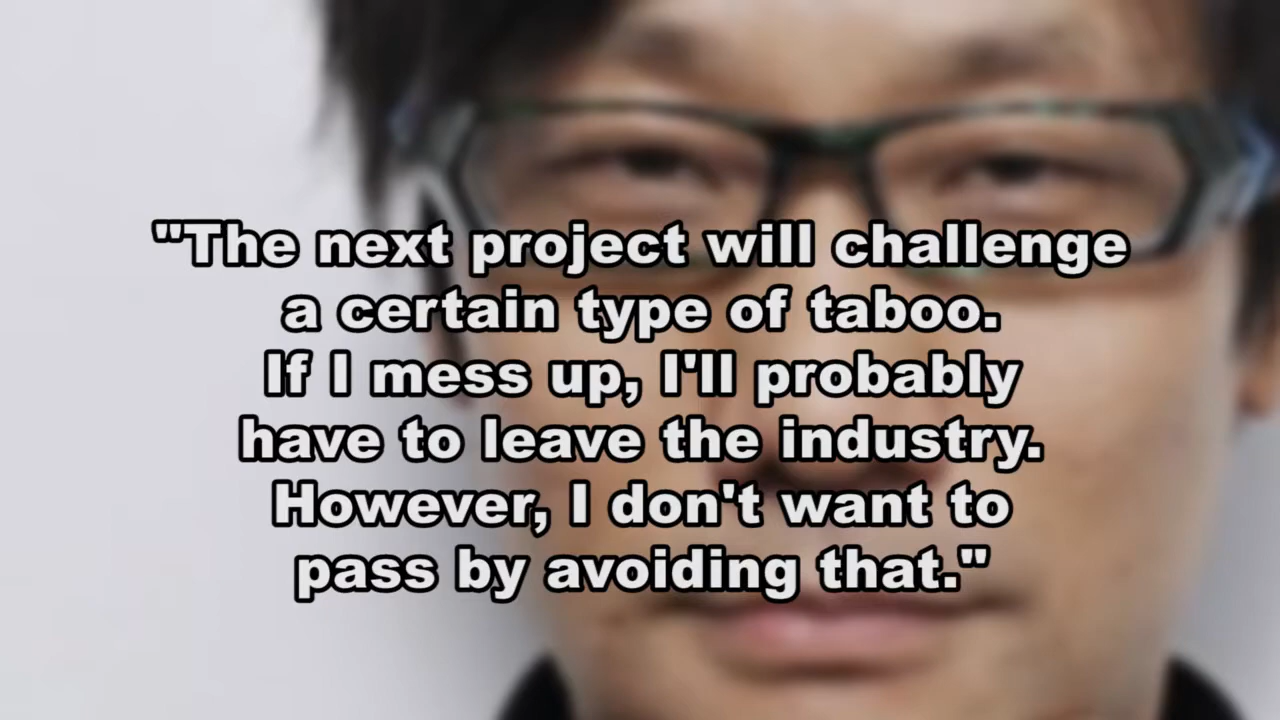 "The next project will challenge
a certain type of taboo.
If I mess up, I'll probably
have to leave the industry.
However, I don't want to
pass by avoiding that."